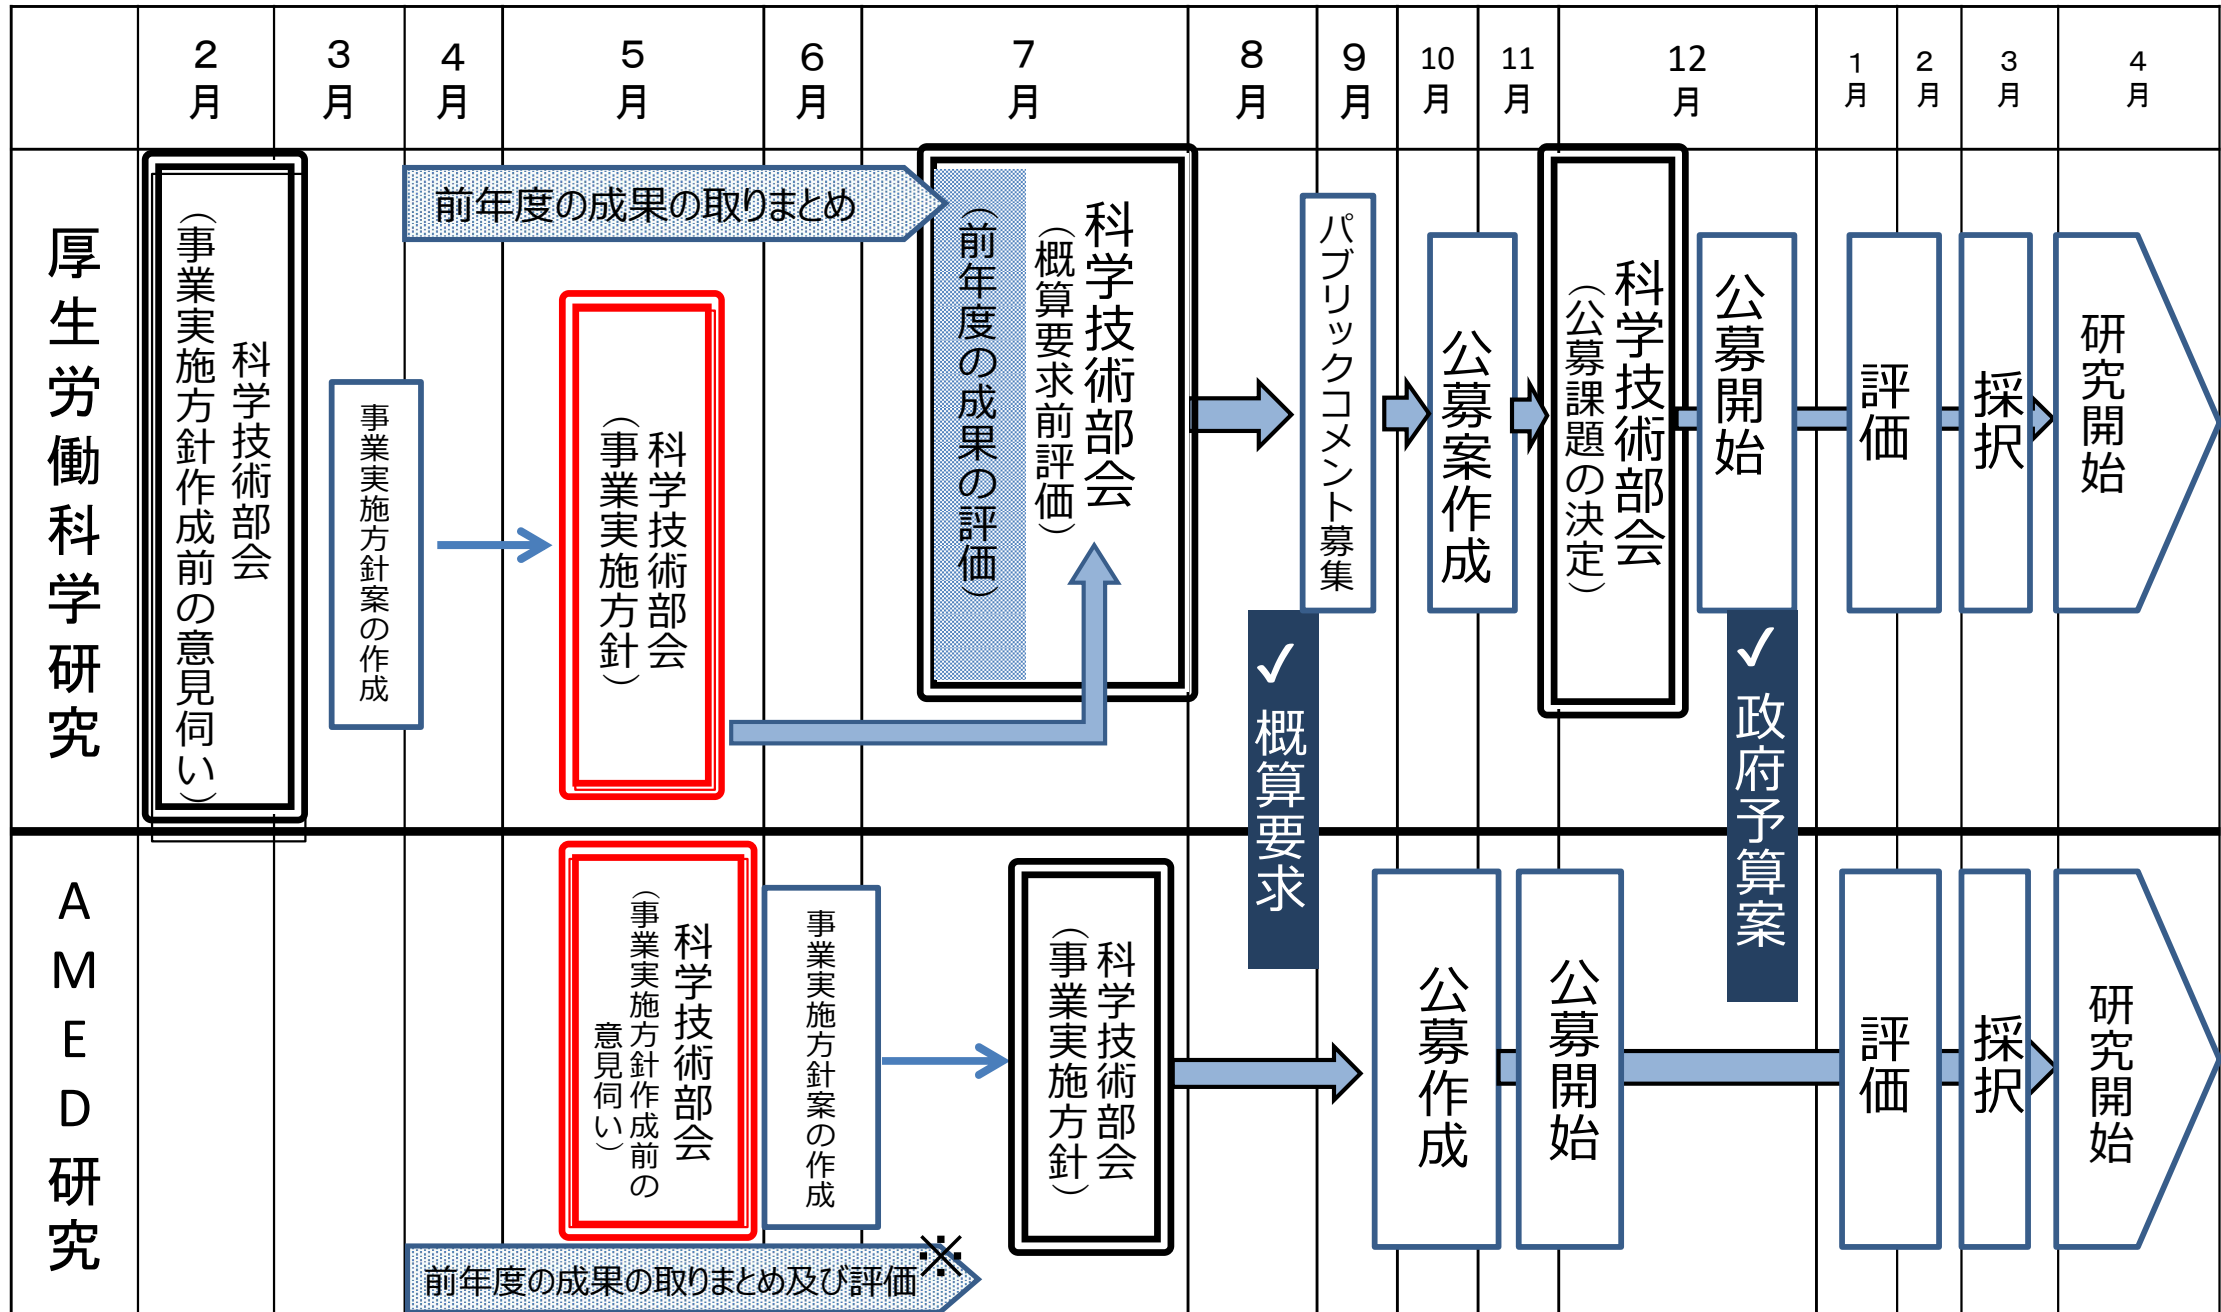 2月
3月
4月
5月
6月
7月
8月
9月
10月
11月
12月
1月
2月
3月
4月
厚生労働科学研究
科学技術部会
（事業実施方針作成前の意見伺い）
事業実施方針案の作成
前年度の成果の取りまとめ
科学技術部会
（事業実施方針）
科学技術部会
（概算要求前評価）
（前年度の成果の評価）
パブリックコメント募集
公募案作成
科学技術部会
（公募課題の決定）
公募開始
評価
採択
研究開始
✓概算要求
✓政府予算案
AMED研究
科学技術部会
（事業実施方針作成前の
意見伺い）
事業実施方針案の作成
前年度の成果の取りまとめ及び評価※
科学技術部会
（事業実施方針）
公募作成
公募開始
評価
採択
研究開始